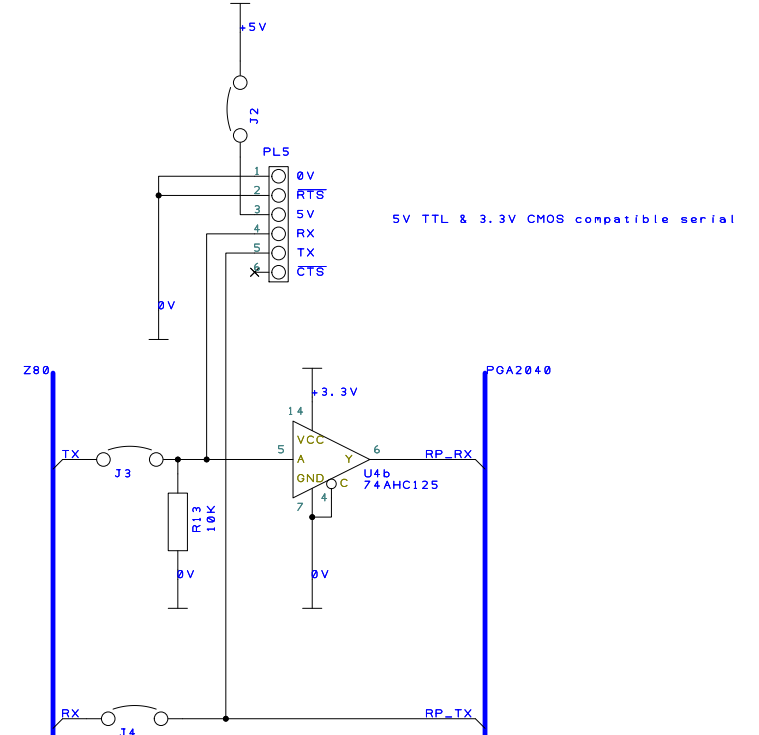 +5V
J2
PL5
1 0V
2 RTS
3 5V
4 RX
5 TX
6 CTS
5V TTL & 3.3V CMOS compatible serial
0V
Z80
PGA2040
+3.3V
14
VCC
TX
5
A
Y
6
RP_RX
J3
GND
C
U4b
74AHC125
4
7
R13
10K
0V
0V
RX
RP_TX
J4